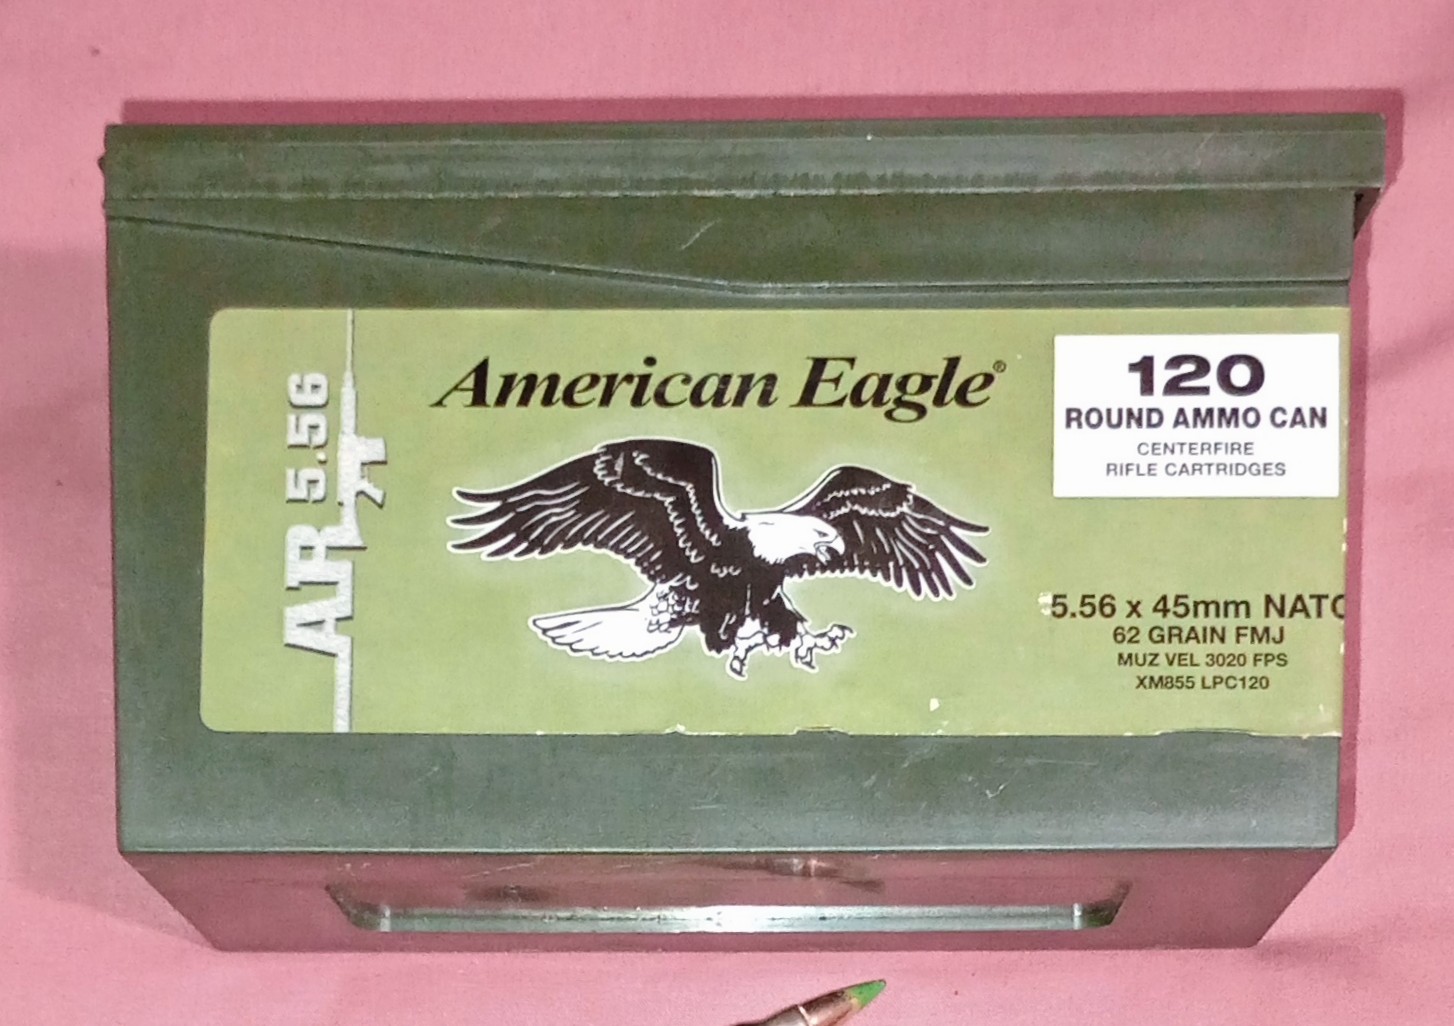 AR 5.56
American Eagle®
120
ROUND AMMO CAN
CENTERFIRE
RIFLE CARTRIDGES
5.56 x 45mm NATO
62 GRAIN FMJ
MUZ VEL 3020 FPS
XM855 LPC120